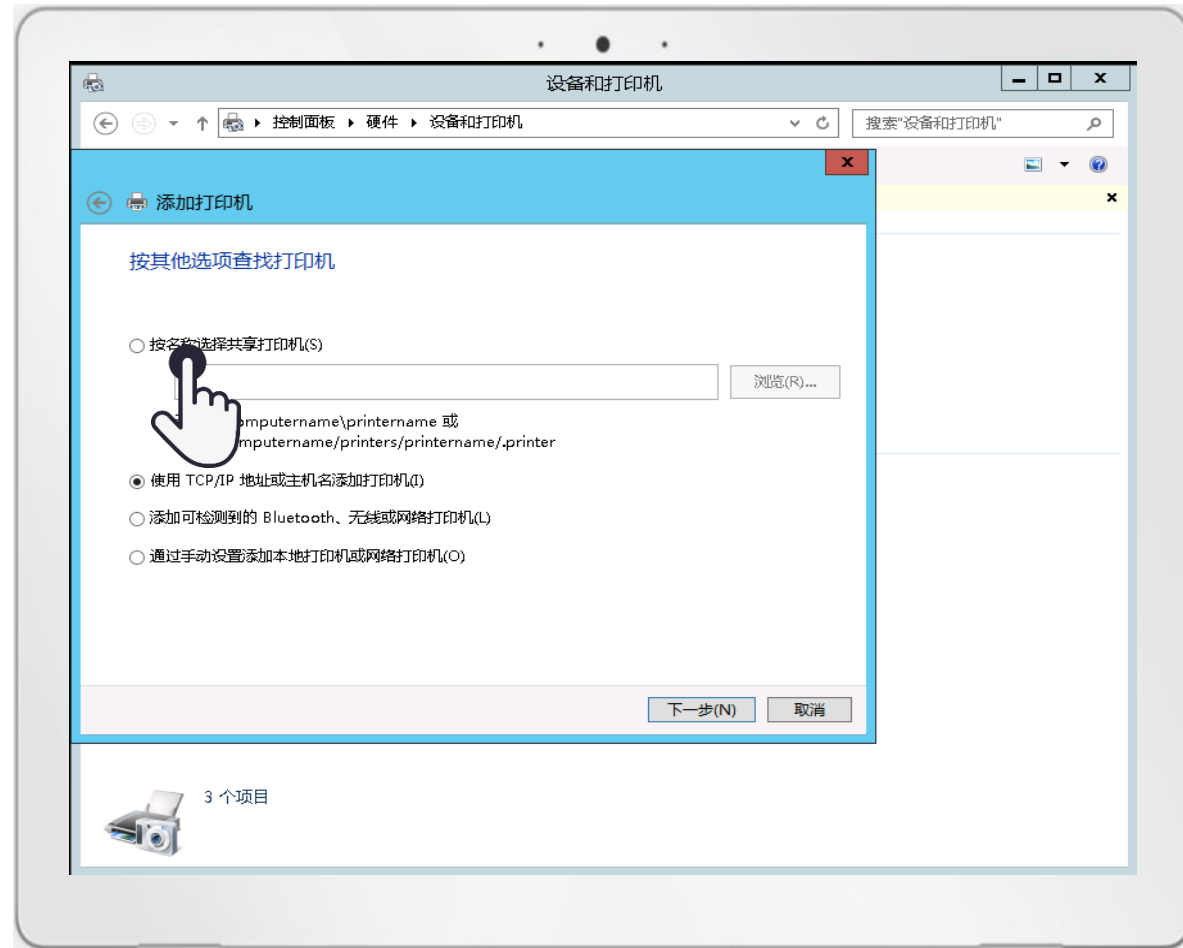 设备和打印机
控制面板 硬件 设备和打印机
搜索"设备和打印机"
添加打印机
按其他选项查找打印机
按名称选择共享打印机(S)
浏览(R)...
omputername\printername 或
mputername/printers/printername/.printer
使用 TCP/IP 地址或主机名添加打印机(I)
添加可检测到的 Bluetooth、无线或网络打印机(L)
通过手动设置添加本地打印机或网络打印机(O)
下一步(N)
取消
3 个项目